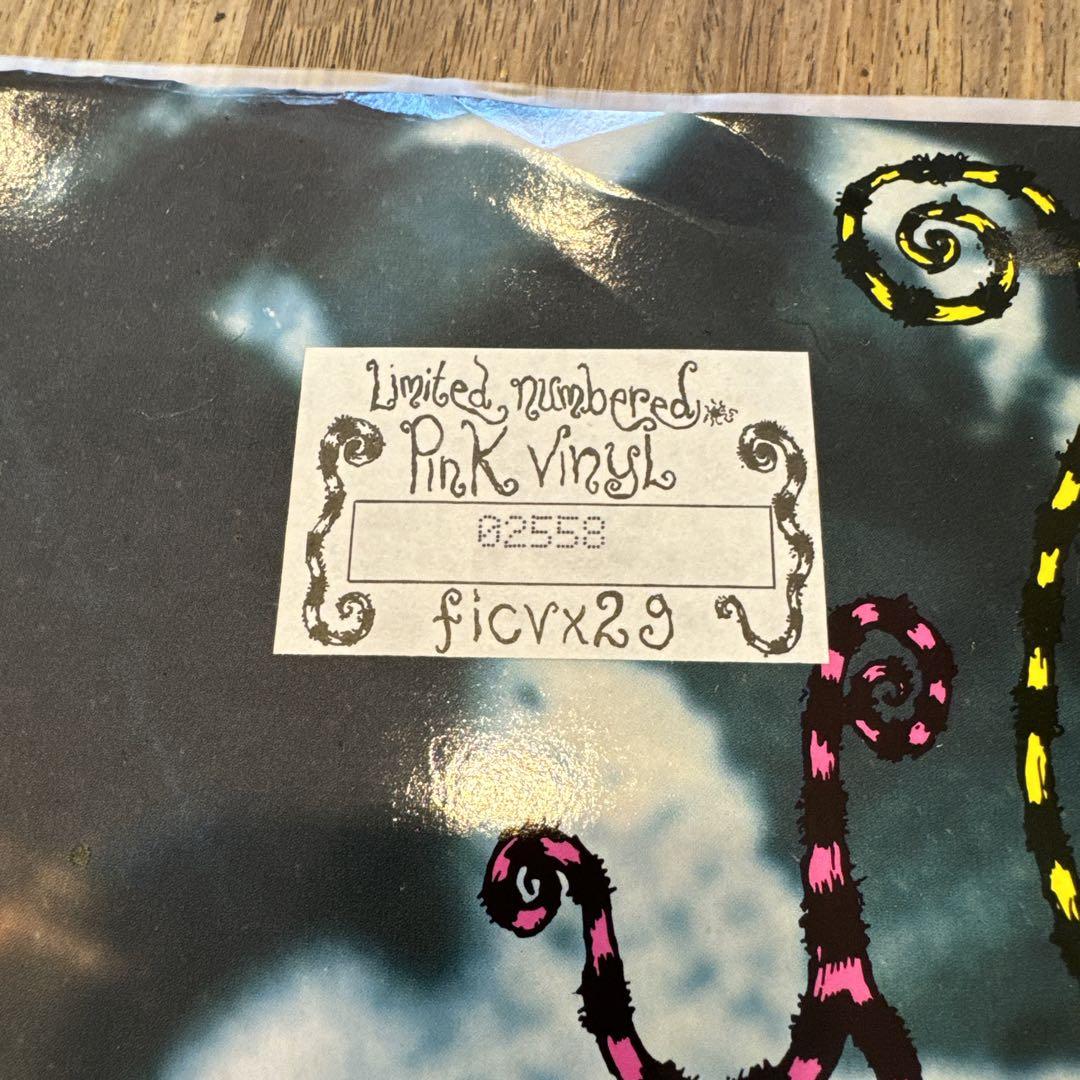 Limited numbered
Pink Vinyl
02558
ficvx29